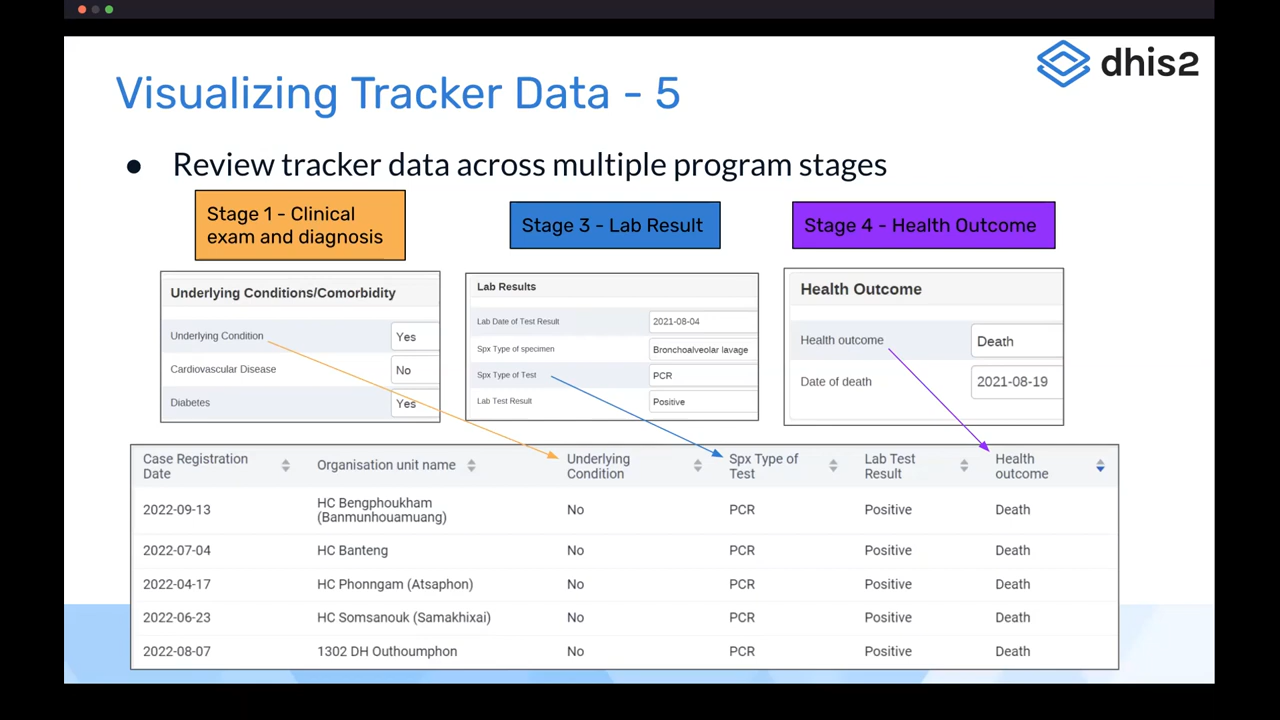 dhis2
Visualizing Tracker Data - 5
● Review tracker data across multiple program stages
Stage 1 - Clinical
exam and diagnosis
Stage 3 - Lab Result
Stage 4 - Health Outcome
Underlying Conditions/Comorbidity
Underlying Condition Yes
Cardiovascular Disease No
Diabetes Yes
Lab Results
Lab Date of Test Result 2021-08-04
Spx Type of specimen Bronchoalveolar lavage
Spx Type of Test PCR
Lab Test Result Positive
Health Outcome
Health outcome Death
Date of death 2021-08-19
Case Registration
Date
Organisation unit name
Underlying
Condition
Spx Type of
Test
Lab Test
Result
Health
outcome
2022-09-13 HC Bengphoukham
(Banmunhouamuang) No PCR Positive Death
2022-07-04 HC Banteng No PCR Positive Death
2022-04-17 HC Phonngam (Atsaphon) No PCR Positive Death
2022-06-23 HC Somsanouk (Samakhixai) No PCR Positive Death
2022-08-07 1302 DH Outhoumphon No PCR Positive Death